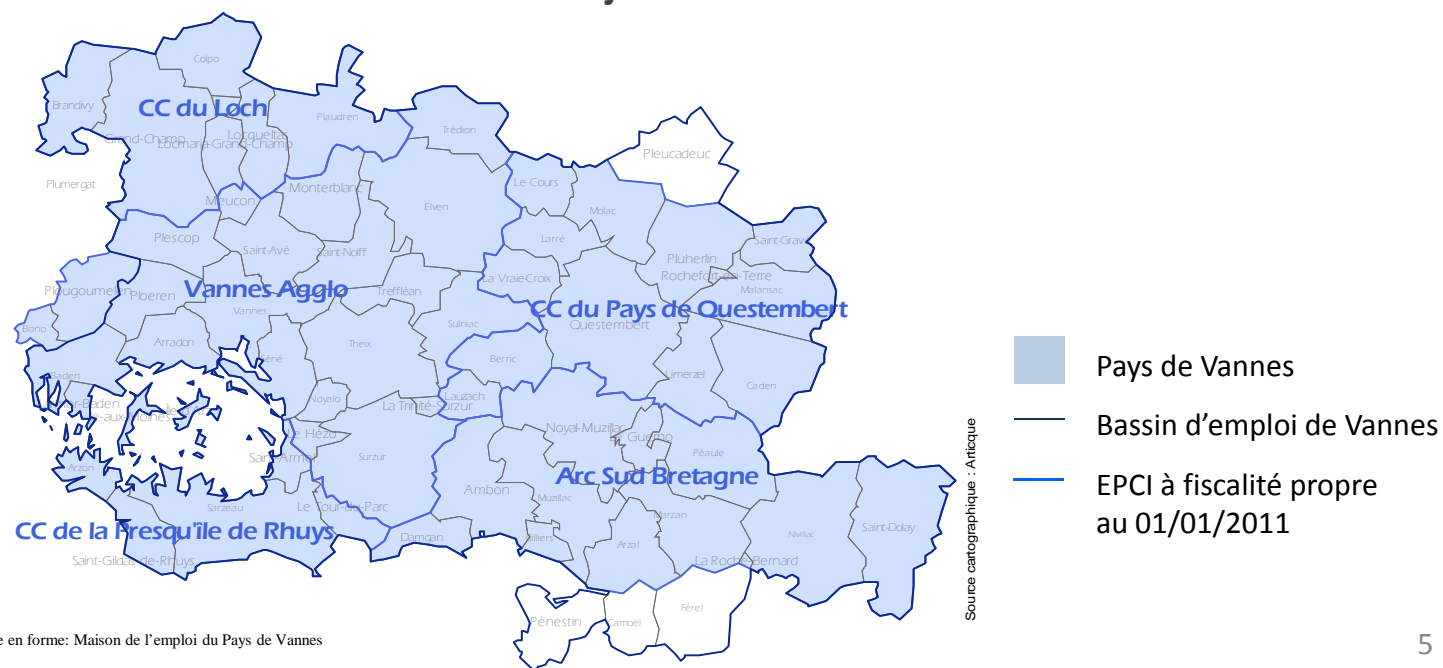 Colpo
Brandivy
CC du Loch
Plaudren
Trédion
Grand-Champ
Locqueltas
Locmaria-Grand-Champ
Pleucadeuc
Plumergat
Monterblanc
Le Cours
Meucon
Elven
Molac
Plescop
Saint-Avé
Saint-Nolff
Larré
Pluherlin
Rochefort-en-Terre
Malansac
La Vraie-Croix
Ploeren
Vannes Agglo
Treffléan
Vannes
CC du Pays de Questembert
Questembert
Bono
Arradon
Theix
Sulniac
Berric
Baden
Limerzel
Caden
Noyalo
Lauzach
La Trinité-Surzur
Noyal-Muzillac
Le Guerno
Le Hézo
Péaule
Arzon
Surzur
Arc Sud Bretagne
Ambon
Muzillac
Sarzeau
Le Tour-du-Parc
CC de la Presqu'île de Rhuys
Damgan
Billiers
Arzal
Marzan
Nivillac
Saint-Dolay
Saint-Gildas-de-Rhuys
La Roche-Bernard
Pénestin
Camoël
Férel
Pays de Vannes
Bassin d'emploi de Vannes
EPCI à fiscalité propre
au 01/01/2011
Source cartographique : Articque
e en forme: Maison de l'emploi du Pays de Vannes
5